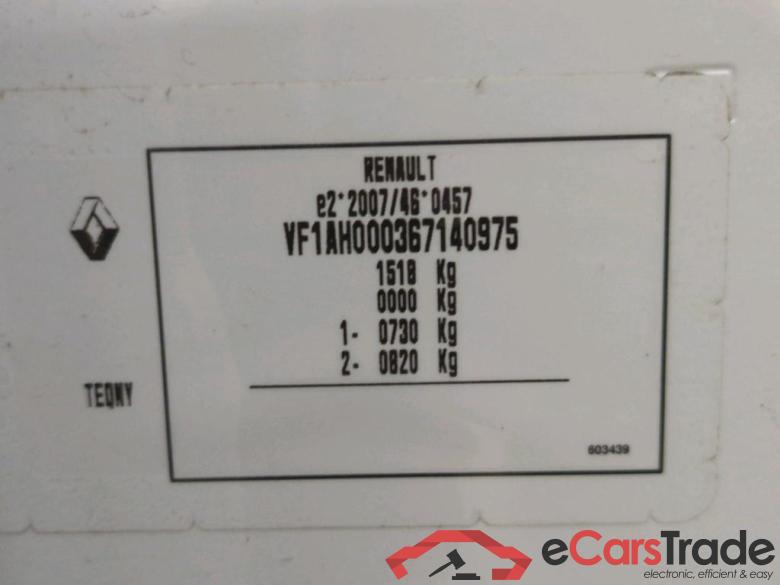 RENAULT
e2*2007/46*0457
VF1AH000367140975
1518 Kg
0000 Kg
1- 0730 Kg
2- 0820 Kg
TEQNY
603439
eCarsTrade
electronic, efficient & easy